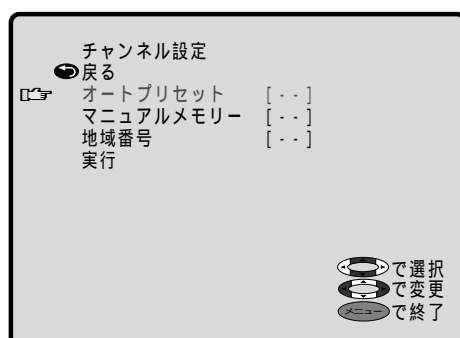 チャンネル設定
戻る
オートプリセット [--]
マニュアルメモリー [--]
地域番号 [--]
実行
で選択
で変更
メニューで終了